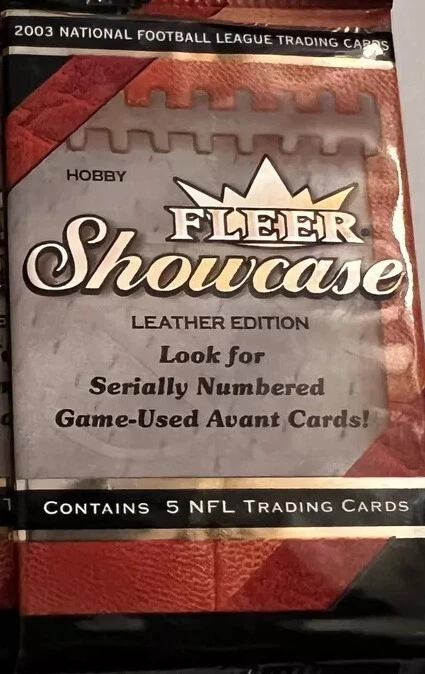 2003 NATIONAL FOOTBALL LEAGUE TRADING CARDS
HOBBY
FLEER
Showcase
LEATHER EDITION
Look for
Serially Numbered
Game-Used Avant Cards!
CONTAINS 5 NFL TRADING CARDS